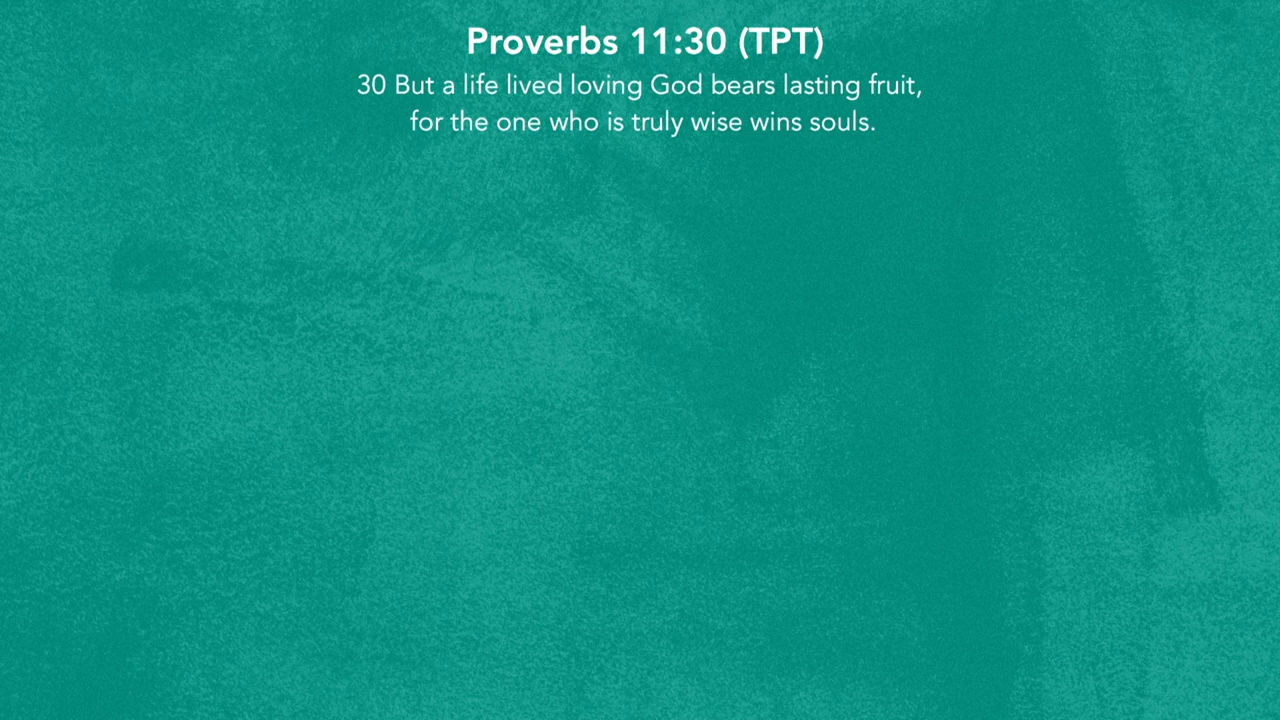 Proverbs 11:30 (TPT)
30 But a life lived loving God bears lasting fruit,
for the one who is truly wise wins souls.